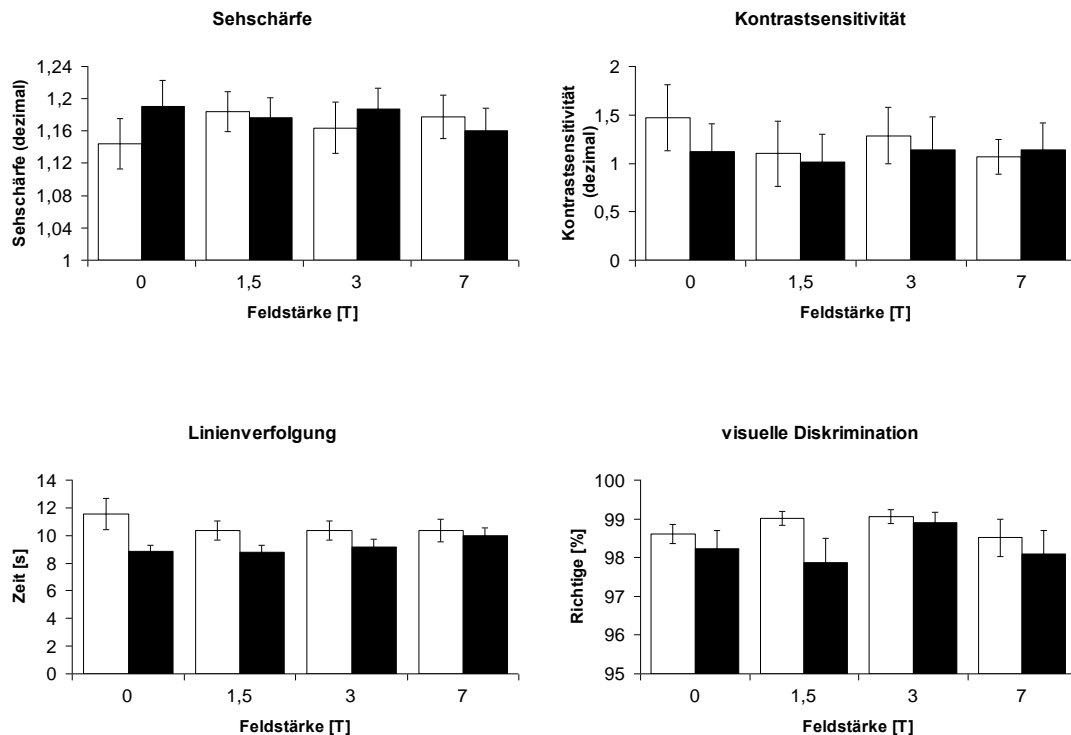 Sehschärfe
Sehschärfe (dezimal)
1,24
1,2
1,16
1,12
1,08
1,04
1
0 1,5 3 7
Feldstärke [T]
Kontrastsensitivität
Kontrastsensitivität
(dezimal)
2
1,5
1
0,5
0
0 1,5 3 7
Feldstärke [T]
Linienverfolgung
Zeit [s]
14
12
10
8
6
4
2
0
0 1,5 3 7
Feldstärke [T]
visuelle Diskrimination
Richtige [%]
100
99
98
97
96
95
0 1,5 3 7
Feldstärke [T]